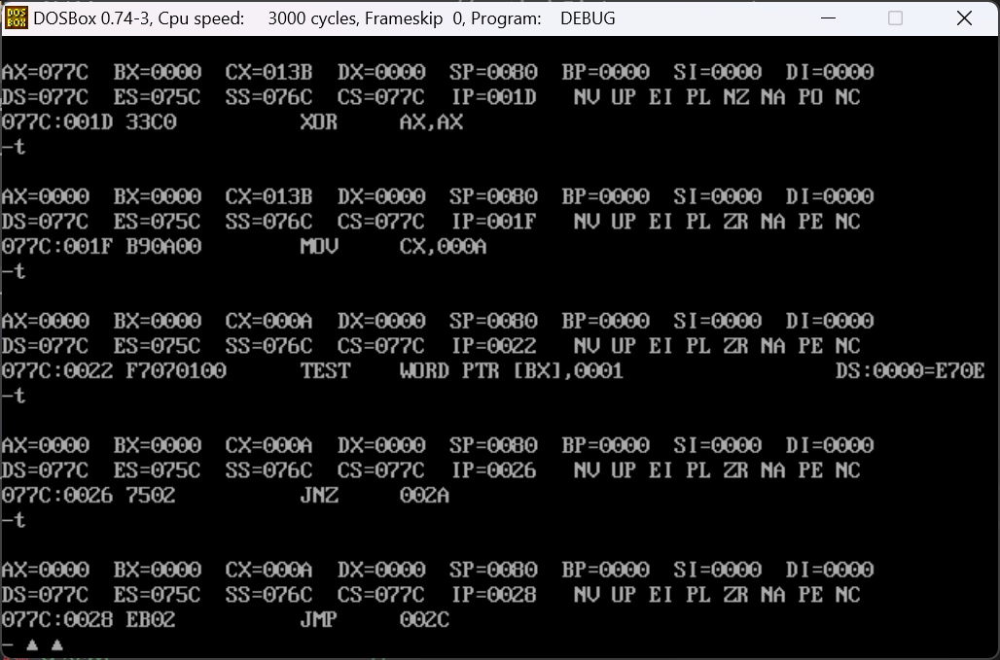 DOS BOX DOSBox 0.74-3, Cpu speed: 3000 cycles, Frameskip 0, Program: DEBUG
AX=077C BX=0000 CX=013B DX=0000 SP=0080 BP=0000 SI=0000 DI=0000
DS=077C ES=075C SS=076C CS=077C IP=001D NV UP EI PL NZ NA PO NC
077C:001D 33C0 XOR AX,AX
-t
AX=0000 BX=0000 CX=013B DX=0000 SP=0080 BP=0000 SI=0000 DI=0000
DS=077C ES=075C SS=076C CS=077C IP=001F NV UP EI PL ZR NA PE NC
077C:001F B90A00 MOV CX,000A
-t
AX=0000 BX=0000 CX=000A DX=0000 SP=0080 BP=0000 SI=0000 DI=0000
DS=077C ES=075C SS=076C CS=077C IP=0022 NV UP EI PL ZR NA PE NC
077C:0022 F7070100 TEST WORD PTR [BX],0001 DS:0000=E70E
-t
AX=0000 BX=0000 CX=000A DX=0000 SP=0080 BP=0000 SI=0000 DI=0000
DS=077C ES=075C SS=076C CS=077C IP=0026 NV UP EI PL ZR NA PE NC
077C:0026 7502 JNZ 002A
-t
AX=0000 BX=0000 CX=000A DX=0000 SP=0080 BP=0000 SI=0000 DI=0000
DS=077C ES=075C SS=076C CS=077C IP=0028 NV UP EI PL ZR NA PE NC
077C:0028 EB02 JMP 002C
- ▲ ▲